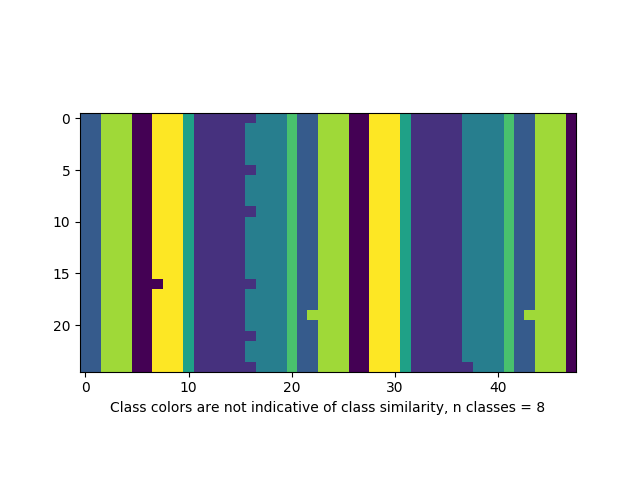 0
5
10
15
20
0 10 20 30 40
Class colors are not indicative of class similarity, n classes = 8